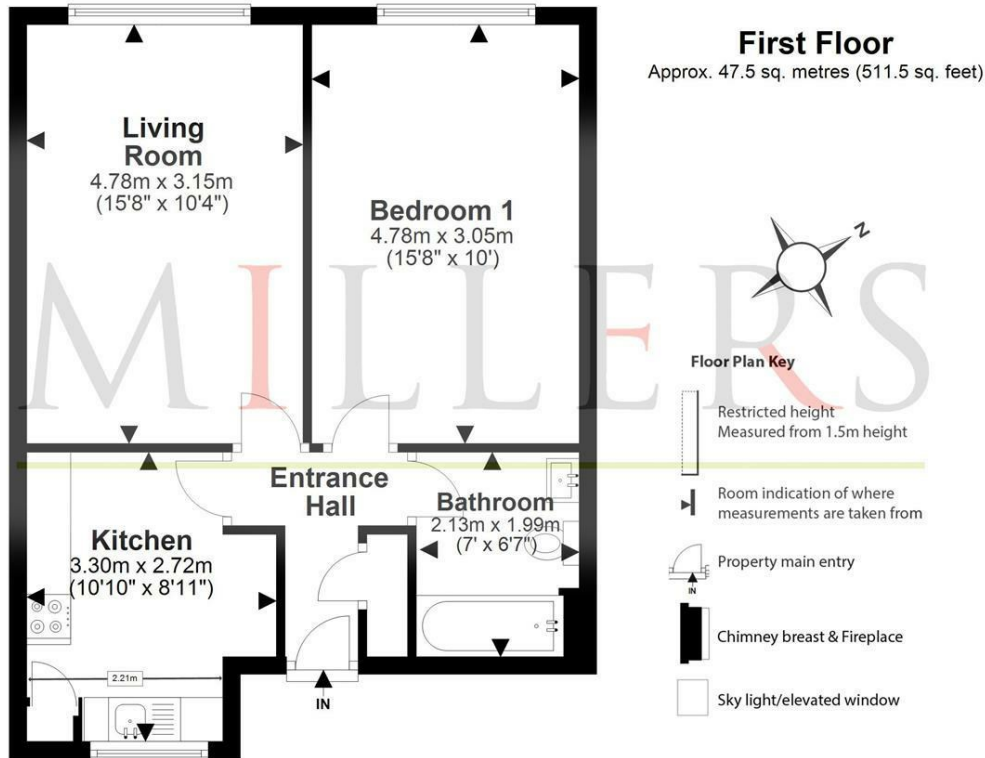 First Floor
Approx. 47.5 sq. metres (511.5 sq. feet)
Living
Room
4.78m x 3.15m
(15'8" x 10'4")
Bedroom 1
4.78m x 3.05m
(15'8" x 10')
N
MILLERS
Floor Plan Key
Restricted height
Measured from 1.5m height
Room indication of where
measurements are taken from
Property main entry
IN
Chimney breast & Fireplace
Sky light/elevated window
Entrance
Hall
Bathroom
2.13m x 1.99m
(7' x 6'7")
Kitchen
3.30m x 2.72m
(10'10" x 8'11")
2.21m
IN